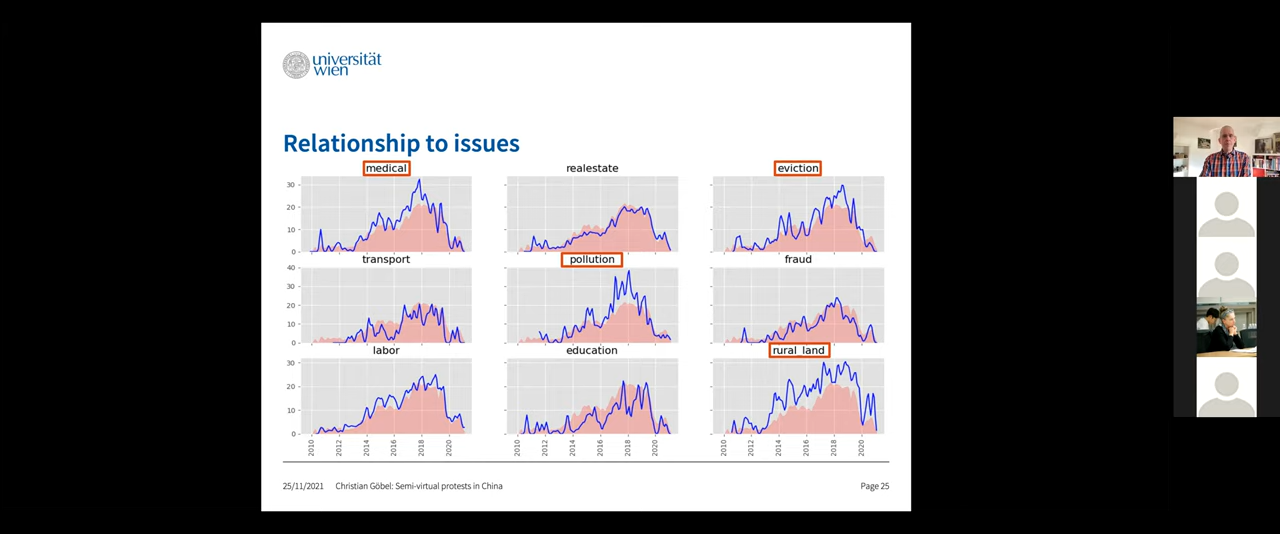 universität
wien
Relationship to issues
medical
realestate
eviction
30
20
10
0
transport
pollution
fraud
40
30
20
10
0
labor
education
rural_land
30
20
10
0
2010 2012 2014 2016 2018 2020
2010 2012 2014 2016 2018 2020
2010 2012 2014 2016 2018 2020
25/11/2021 Christian Göbel: Semi-virtual protests in China Page 25